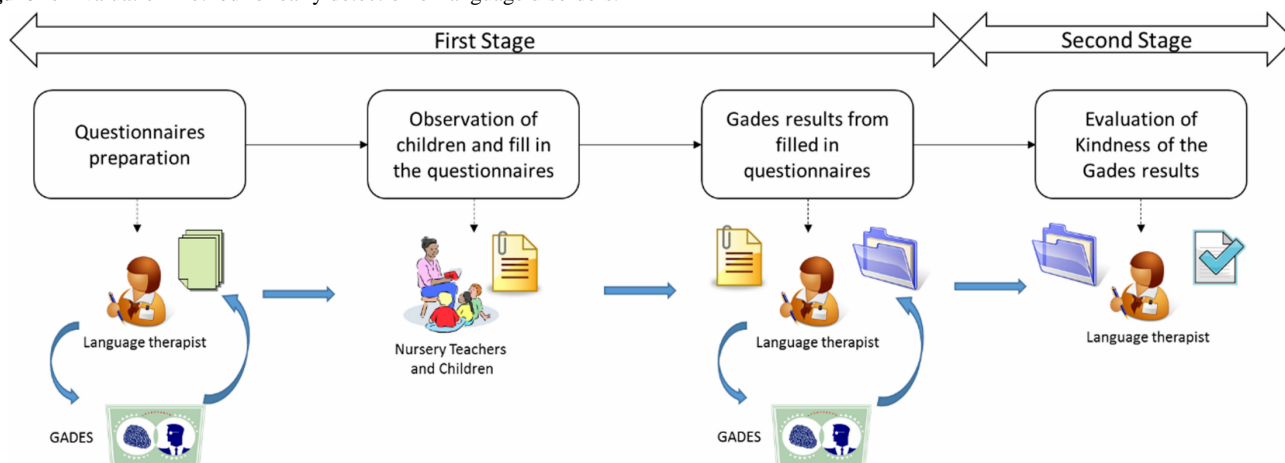 First Stage
Second Stage
Questionnaires
preparation
Observation of
children and fill in
the questionnaires
Gades results from
filled in
questionnaires
Evaluation of
Kindness of the
Gades results
Language therapist
Nursery Teachers
and Children
Language therapist
Language therapist
GADES
GADES